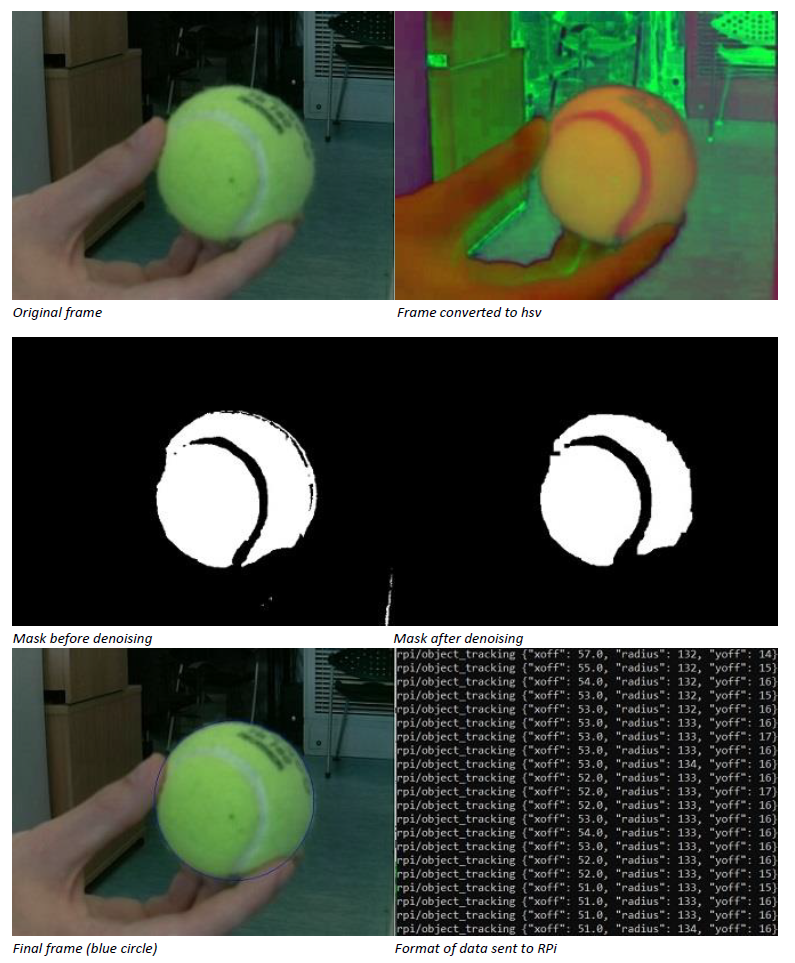 Original frame
Frame converted to hsv
Mask before denoising
Mask after denoising
rpi/object_tracking {"xoff": 57.0, "radius": 132, "yoff": 14}
rpi/object_tracking {"xoff": 55.0, "radius": 132, "yoff": 15}
rpi/object_tracking {"xoff": 54.0, "radius": 132, "yoff": 16}
rpi/object_tracking {"xoff": 53.0, "radius": 132, "yoff": 15}
rpi/object_tracking {"xoff": 53.0, "radius": 132, "yoff": 16}
rpi/object_tracking {"xoff": 53.0, "radius": 133, "yoff": 16}
rpi/object_tracking {"xoff": 53.0, "radius": 133, "yoff": 17}
rpi/object_tracking {"xoff": 53.0, "radius": 133, "yoff": 16}
rpi/object_tracking {"xoff": 53.0, "radius": 134, "yoff": 16}
rpi/object_tracking {"xoff": 52.0, "radius": 133, "yoff": 16}
rpi/object_tracking {"xoff": 52.0, "radius": 133, "yoff": 17}
rpi/object_tracking {"xoff": 52.0, "radius": 133, "yoff": 16}
rpi/object_tracking {"xoff": 53.0, "radius": 133, "yoff": 16}
rpi/object_tracking {"xoff": 54.0, "radius": 133, "yoff": 16}
rpi/object_tracking {"xoff": 53.0, "radius": 133, "yoff": 16}
rpi/object_tracking {"xoff": 52.0, "radius": 133, "yoff": 16}
rpi/object_tracking {"xoff": 52.0, "radius": 133, "yoff": 15}
rpi/object_tracking {"xoff": 51.0, "radius": 133, "yoff": 15}
rpi/object_tracking {"xoff": 51.0, "radius": 133, "yoff": 16}
rpi/object_tracking {"xoff": 51.0, "radius": 133, "yoff": 16}
rpi/object_tracking {"xoff": 51.0, "radius": 134, "yoff": 16}
Final frame (blue circle)
Format of data sent to RPi